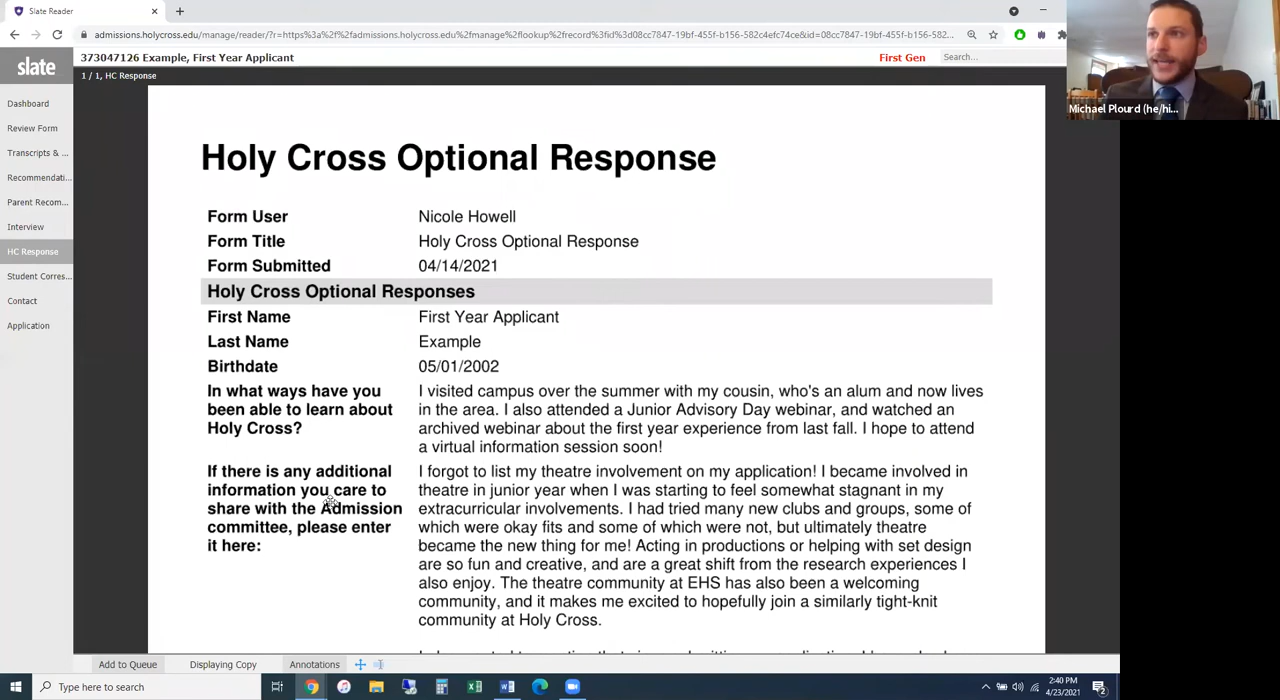 Slate Reader
admissions.holycross.edu/manage/reader/?r=https%3a%2f%2fadmissions.holycross.edu%2fmanage%2flookup%2frecord%3fid%3d08cc7847-19bf-455f-b156-582c4efc74ce&id=08cc7847-19bf-455f-b156-582...
slate
373047126 Example, First Year Applicant
First Gen
Search...
Michael Plourd (he/hi...
1 / 1, HC Response
Dashboard
Review Form
Transcripts & ...
Recommendati...
Parent Recom...
Interview
HC Response
Student Corres...
Contact
Application
Holy Cross Optional Response
Form User Nicole Howell
Form Title Holy Cross Optional Response
Form Submitted 04/14/2021
Holy Cross Optional Responses
First Name First Year Applicant
Last Name Example
Birthdate 05/01/2002
In what ways have you
been able to learn about
Holy Cross?
I visited campus over the summer with my cousin, who's an alum and now lives
in the area. I also attended a Junior Advisory Day webinar, and watched an
archived webinar about the first year experience from last fall. I hope to attend
a virtual information session soon!
If there is any additional
information you care to
share with the Admission
committee, please enter
it here:
I forgot to list my theatre involvement on my application! I became involved in
theatre in junior year when I was starting to feel somewhat stagnant in my
extracurricular involvements. I had tried many new clubs and groups, some of
which were okay fits and some of which were not, but ultimately theatre
became the new thing for me! Acting in productions or helping with set design
are so fun and creative, and are a great shift from the research experiences I
also enjoy. The theatre community at EHS has also been a welcoming
community, and it makes me excited to hopefully join a similarly tight-knit
community at Holy Cross.
Add to Queue
Displaying Copy
Annotations
Type here to search
2:40 PM
4/23/2021
2